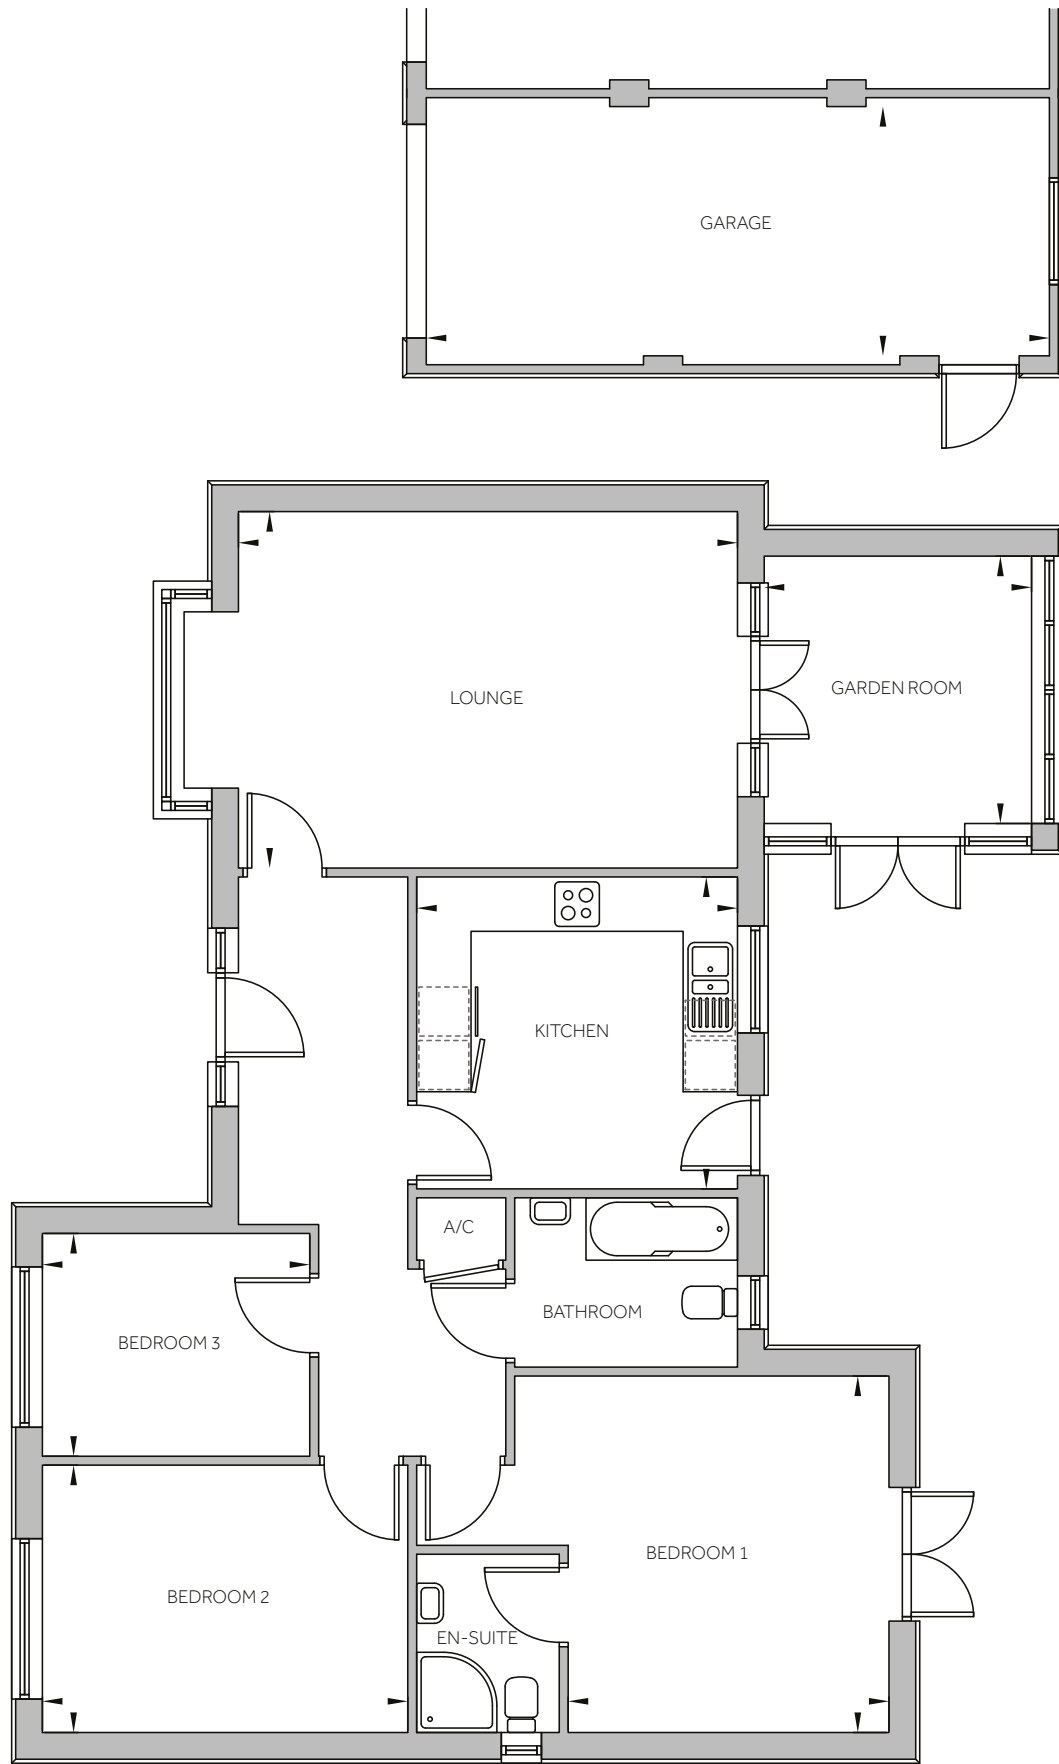 GARAGE
LOUNGE
GARDEN ROOM
KITCHEN
A/C
BATHROOM
BEDROOM 3
BEDROOM 1
BEDROOM 2
EN-SUITE